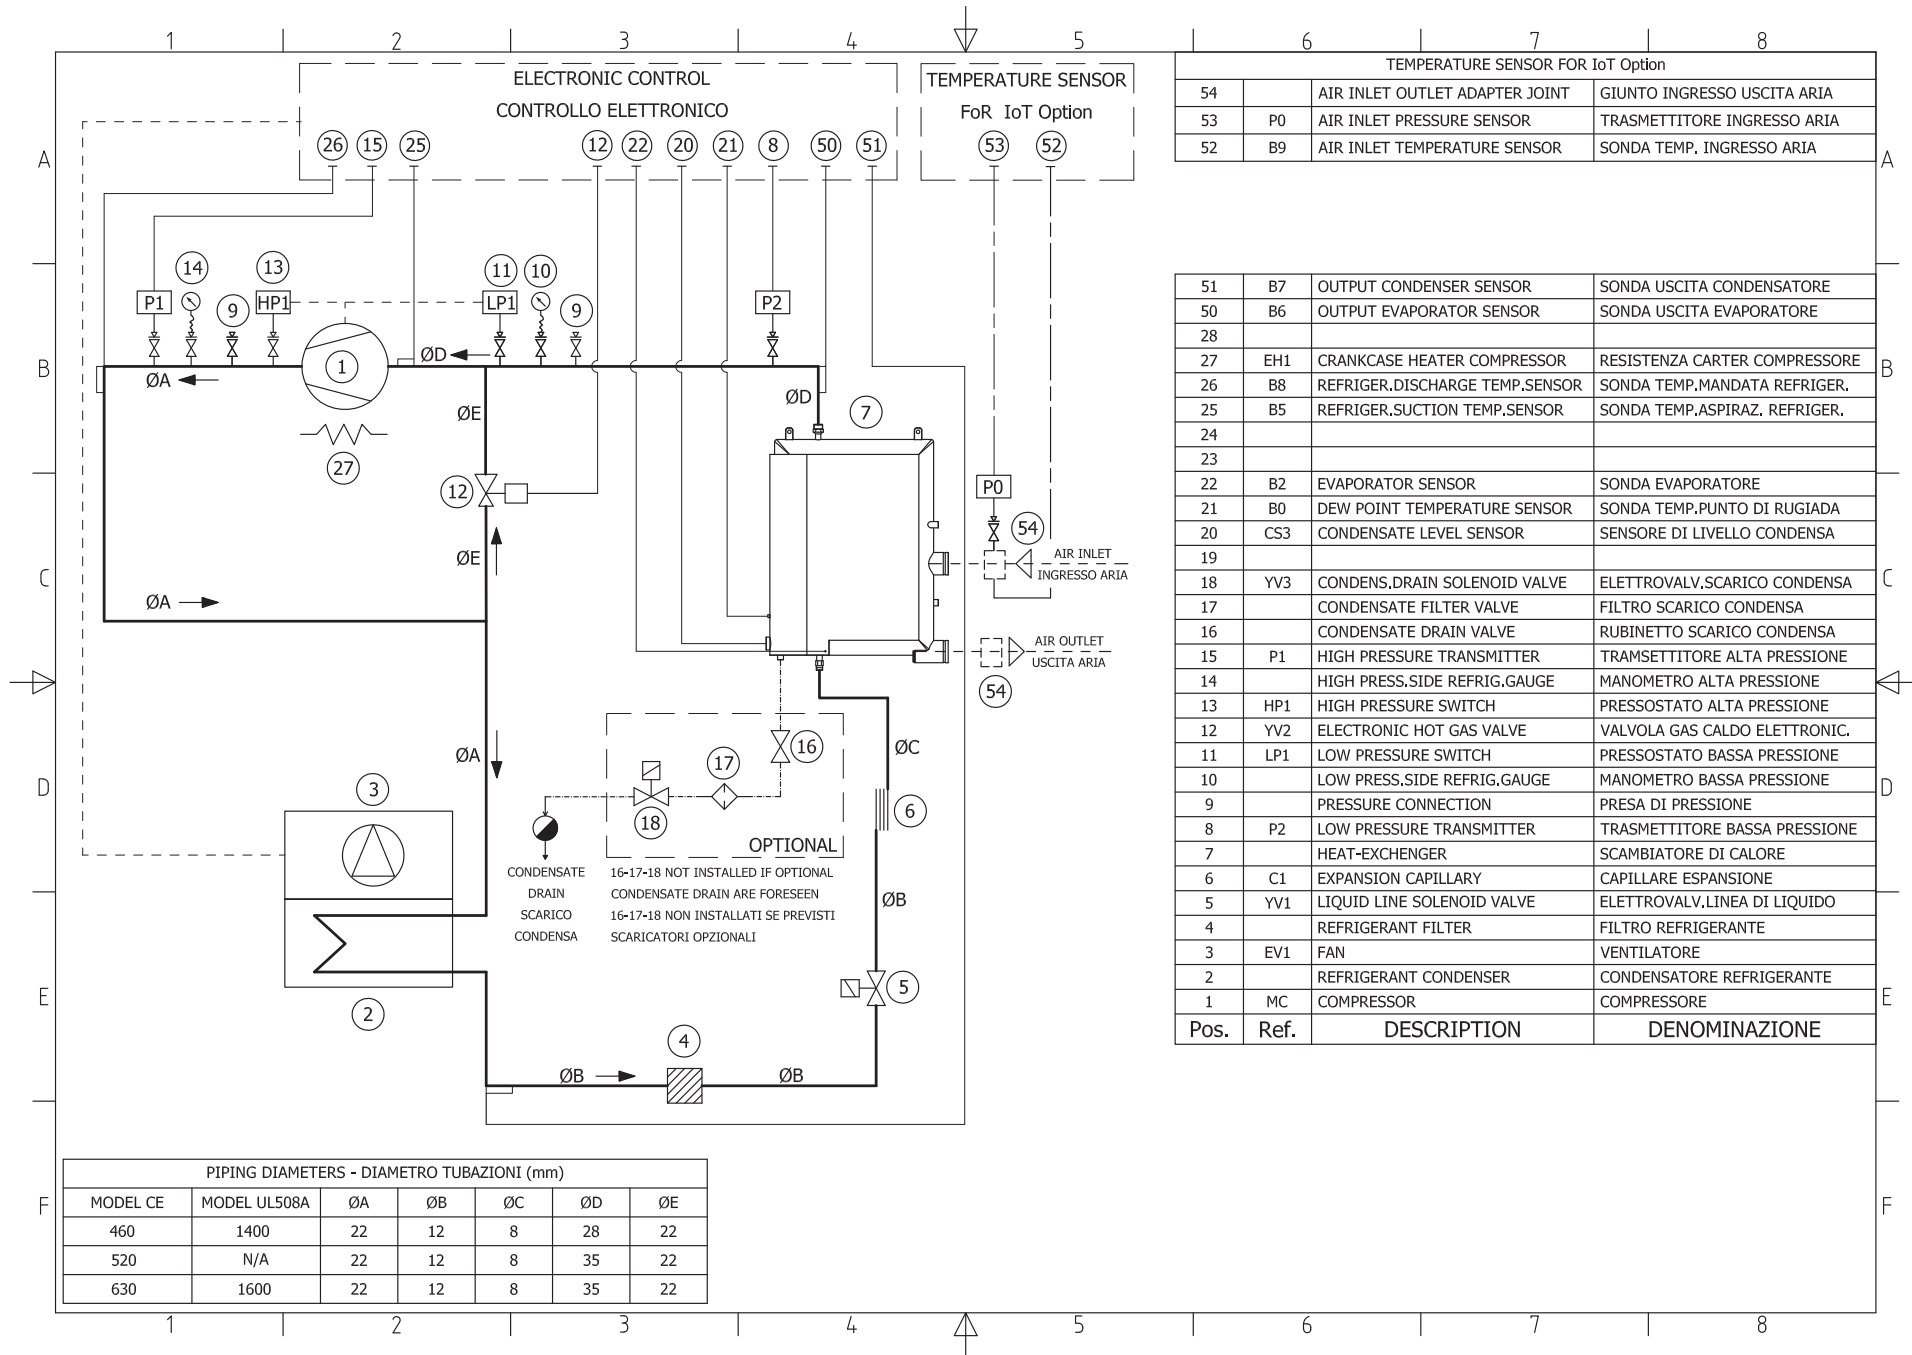 1 2 3 4 5 6 7 8
A
B
C
D
E
F
ELECTRONIC CONTROL
CONTROLLO ELETTRONICO
26 15 25 12 22 20 21 8 50 51
TEMPERATURE SENSOR
FoR IoT Option
53 52
14 13 11 10
P1 9 HP1 LP1 9 P2
1
ØD
ØA
ØE
ØD
7
27
12
P0
54
ØE
AIR INLET
INGRESSO ARIA
ØA
AIR OUTLET
USCITA ARIA
54
ØA
16
ØC
17
3
18
6
OPTIONAL
CONDENSATE
DRAIN
SCARICO
CONDENSA
16-17-18 NOT INSTALLED IF OPTIONAL
CONDENSATE DRAIN ARE FORESEEN
16-17-18 NON INSTALLATI SE PREVISTI
SCARICATORI OPZIONALI
ØB
5
2
4
ØB ØB
TEMPERATURE SENSOR FOR IoT Option
54 AIR INLET OUTLET ADAPTER JOINT GIUNTO INGRESSO USCITA ARIA
53 P0 AIR INLET PRESSURE SENSOR TRASMETTITORE INGRESSO ARIA
52 B9 AIR INLET TEMPERATURE SENSOR SONDA TEMP. INGRESSO ARIA
51 B7 OUTPUT CONDENSER SENSOR SONDA USCITA CONDENSATORE
50 B6 OUTPUT EVAPORATOR SENSOR SONDA USCITA EVAPORATORE
28
27 EH1 CRANKCASE HEATER COMPRESSOR RESISTENZA CARTER COMPRESSORE
26 B8 REFRIGER.DISCHARGE TEMP.SENSOR SONDA TEMP.MANDATA REFRIGER.
25 B5 REFRIGER.SUCTION TEMP.SENSOR SONDA TEMP.ASPIRAZ. REFRIGER.
24
23
22 B2 EVAPORATOR SENSOR SONDA EVAPORATORE
21 B0 DEW POINT TEMPERATURE SENSOR SONDA TEMP.PUNTO DI RUGIADA
20 CS3 CONDENSATE LEVEL SENSOR SENSORE DI LIVELLO CONDENSA
19
18 YV3 CONDENS.DRAIN SOLENOID VALVE ELETTROVALV.SCARICO CONDENSA
17 CONDENSATE FILTER VALVE FILTRO SCARICO CONDENSA
16 CONDENSATE DRAIN VALVE RUBINETTO SCARICO CONDENSA
15 P1 HIGH PRESSURE TRANSMITTER TRAMSETTITORE ALTA PRESSIONE
14 HIGH PRESS.SIDE REFRIG.GAUGE MANOMETRO ALTA PRESSIONE
13 HP1 HIGH PRESSURE SWITCH PRESSOSTATO ALTA PRESSIONE
12 YV2 ELECTRONIC HOT GAS VALVE VALVOLA GAS CALDO ELETTRONIC.
11 LP1 LOW PRESSURE SWITCH PRESSOSTATO BASSA PRESSIONE
10 LOW PRESS.SIDE REFRIG.GAUGE MANOMETRO BASSA PRESSIONE
9 PRESSURE CONNECTION PRESA DI PRESSIONE
8 P2 LOW PRESSURE TRANSMITTER TRASMETTITORE BASSA PRESSIONE
7 HEAT-EXCHENGER SCAMBIATORE DI CALORE
6 C1 EXPANSION CAPILLARY CAPILLARE ESPANSIONE
5 YV1 LIQUID LINE SOLENOID VALVE ELETTROVALV.LINEA DI LIQUIDO
4 REFRIGERANT FILTER FILTRO REFRIGERANTE
3 EV1 FAN VENTILATORE
2 REFRIGERANT CONDENSER CONDENSATORE REFRIGERANTE
1 MC COMPRESSOR COMPRESSORE
Pos. Ref. DESCRIPTION DENOMINAZIONE
PIPING DIAMETERS - DIAMETRO TUBAZIONI (mm)
MODEL CE MODEL UL508A ØA ØB ØC ØD ØE
460 1400 22 12 8 28 22
520 N/A 22 12 8 35 22
630 1600 22 12 8 35 22
A
B
C
D
E
F
1 2 3 4 5 6 7 8